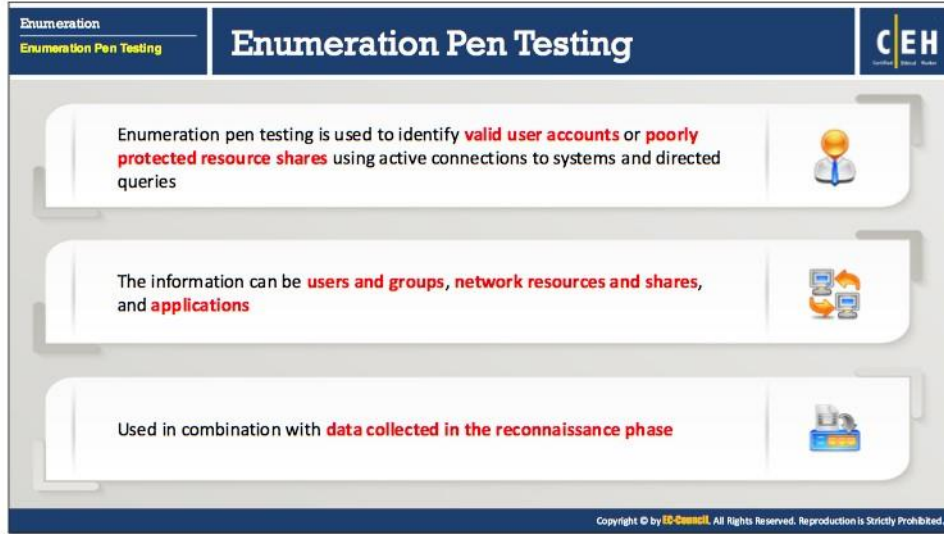 Enumeration
Enumeration Pen Testing
Enumeration Pen Testing
CEH
Certified Ethical Hacker
Enumeration pen testing is used to identify valid user accounts or poorly
protected resource shares using active connections to systems and directed
queries
The information can be users and groups, network resources and shares,
and applications
Used in combination with data collected in the reconnaissance phase
Copyright © by EC-Council. All Rights Reserved. Reproduction is Strictly Prohibited.